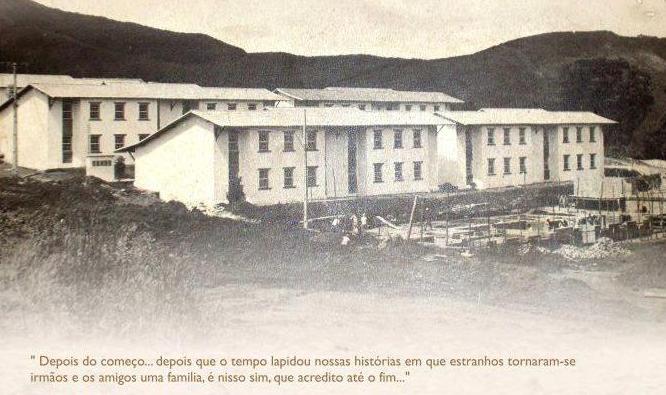 " Depois do começo... depois que o tempo lapidou nossas histórias em que estranhos tornaram-se
irmãos e os amigos uma familia, é nisso sim, que acredito até o fim..."